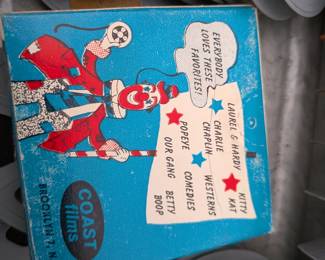 EVERYBODY
LOVES THESE
FAVORITES!
LAUREL & HARDY
KITTY
KAT
CHARLIE
CHAPLIN
WESTERNS
POPEYE
COMEDIES
OUR GANG
BETTY
BOOP
COAST
films
BROOKLYN 7, N.